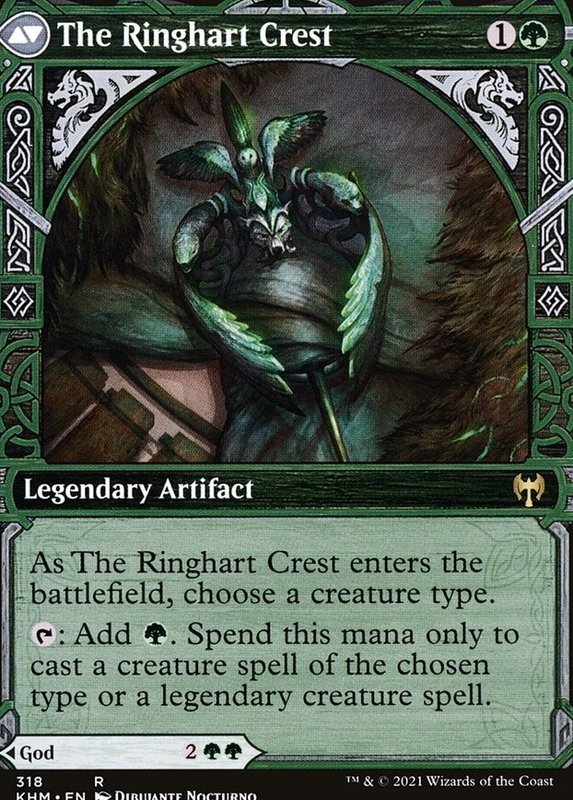 The Ringhart Crest 1
Legendary Artifact
As The Ringhart Crest enters the
battlefield, choose a creature type.
: Add . Spend this mana only to
cast a creature spell of the chosen
type or a legendary creature spell.
God 2
318 R
KHM • EN DIBUJANTE NOCTURNO
™ & © 2021 Wizards of the Coast